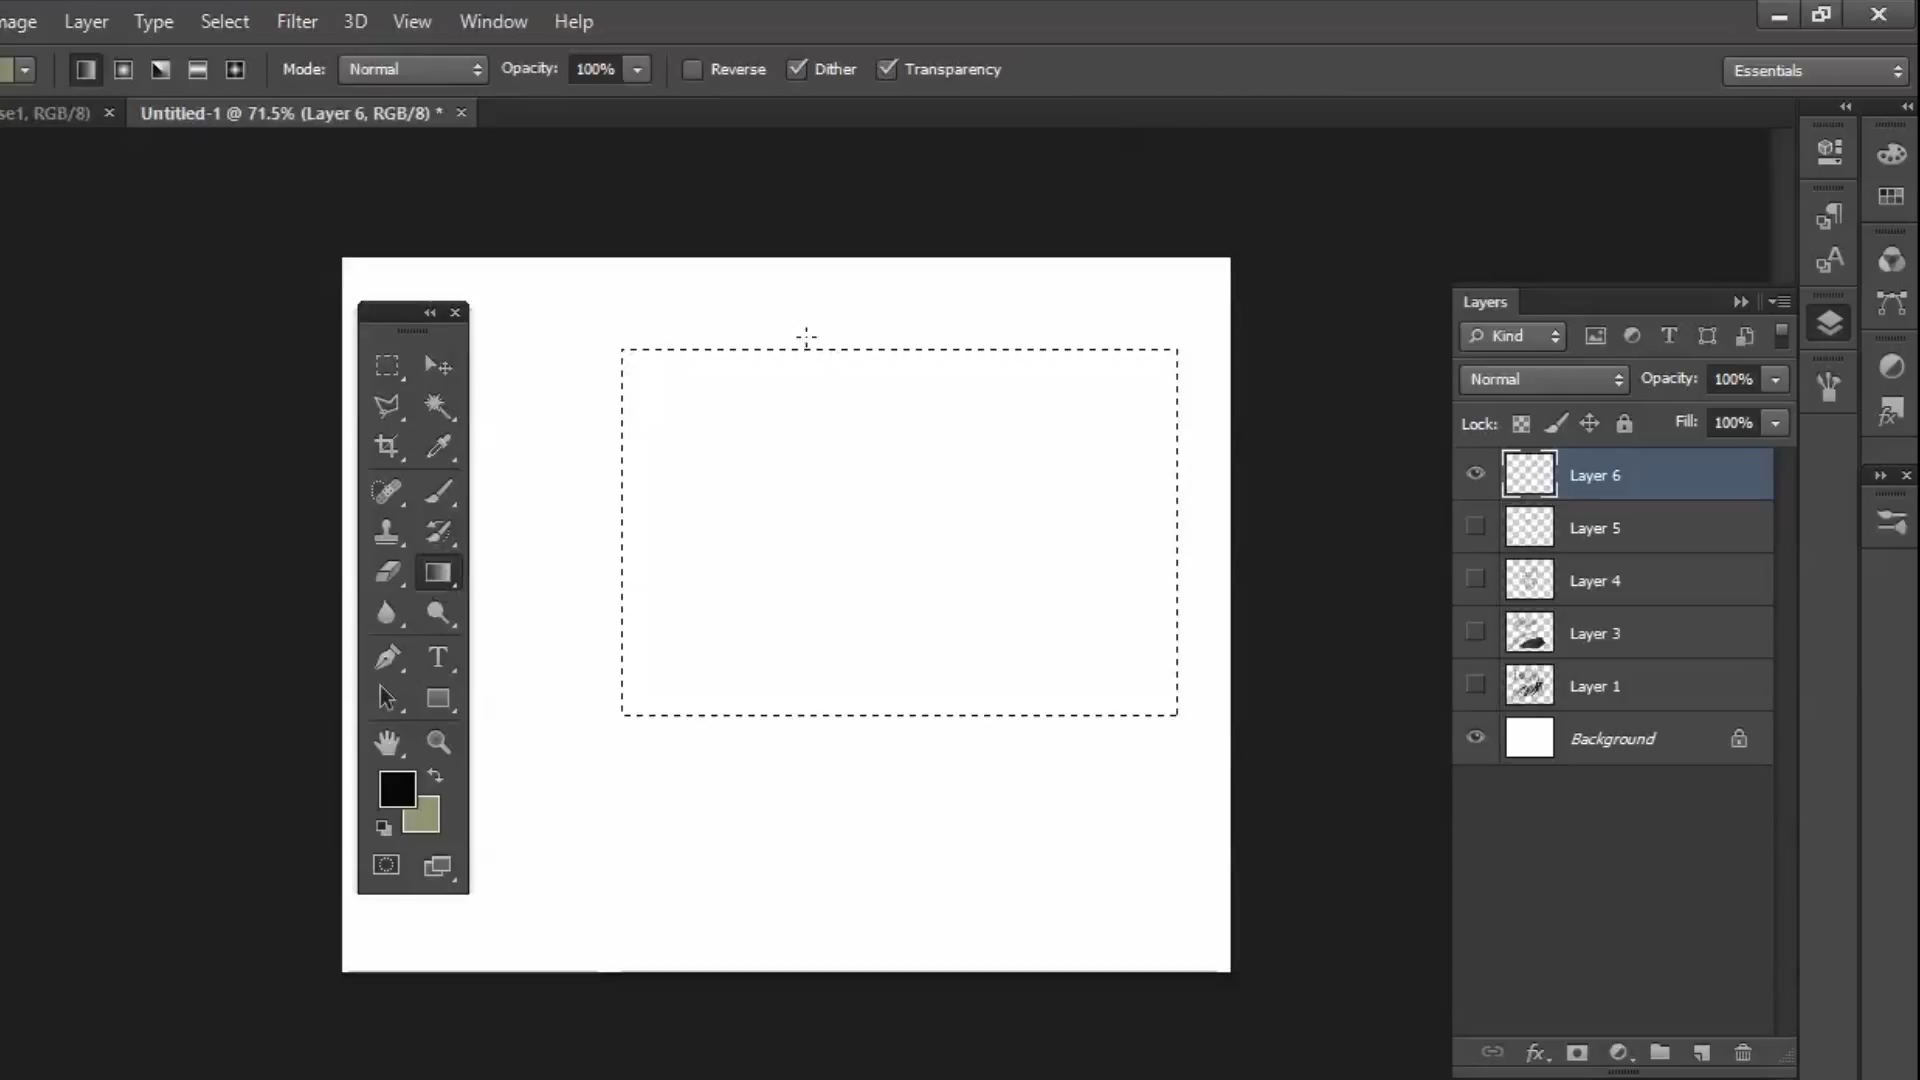 mage Layer Type Select Filter 3D View Window Help
Mode: Normal Opacity: 100% Reverse Dither Transparency Essentials
se1, RGB/8) × Untitled-1 @ 71.5% (Layer 6, RGB/8) * ×
Layers
Kind
Normal Opacity: 100%
Lock: Fill: 100%
Layer 6
Layer 5
Layer 4
Layer 3
Layer 1
Background